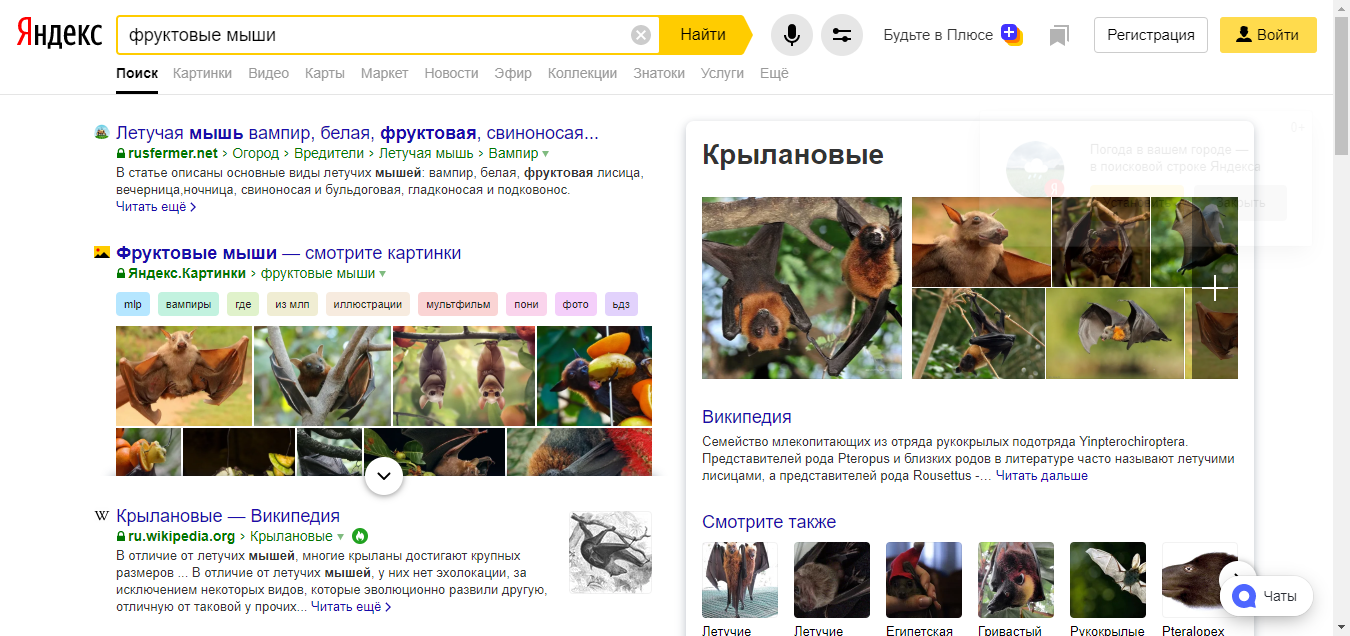 Яндекс
фруктовые мыши
Найти
Будьте в Плюсе
Регистрация
Войти
Поиск Картинки Видео Карты Маркет Новости Эфир Коллекции Знатоки Услуги Ещё
Летучая мышь вампир, белая, фруктовая, свиноносая...
rusfermer.net › Огород › Вредители › Летучая мышь › Вампир
В статье описаны основные виды летучих мышей: вампир, белая, фруктовая лисица,
вечерница,ночница, свиноносая и бульдоговая, гладконосая и подковонос.
Читать ещё ›
Фруктовые мыши — смотрите картинки
Яндекс.Картинки › фруктовые мыши
mlp вампиры где из млп иллюстрации мультфильм пони фото ьдз
Крылановые — Википедия
W
ru.wikipedia.org › Крылановые
В отличие от летучих мышей, многие крыланы достигают крупных
размеров ... В отличие от летучих мышей, у них нет эхолокации, за
исключением некоторых видов, которые эволюционно развили другую,
отличную от таковой у прочих... Читать ещё ›
Крылановые
0+
Погода в вашем городе —
в поисковой строке Яндекса
Я
Закрыть
Википедия
Семейство млекопитающих из отряда рукокрылых подотряда Yinpterochiroptera.
Представителей рода Pteropus и близких родов в литературе часто называют летучими
лисицами, а представителей рода Rousettus -... Читать дальше
Смотрите также
Летучие Летучие Египетская Гривастый Рукокрылые Pteralopex
Чаты